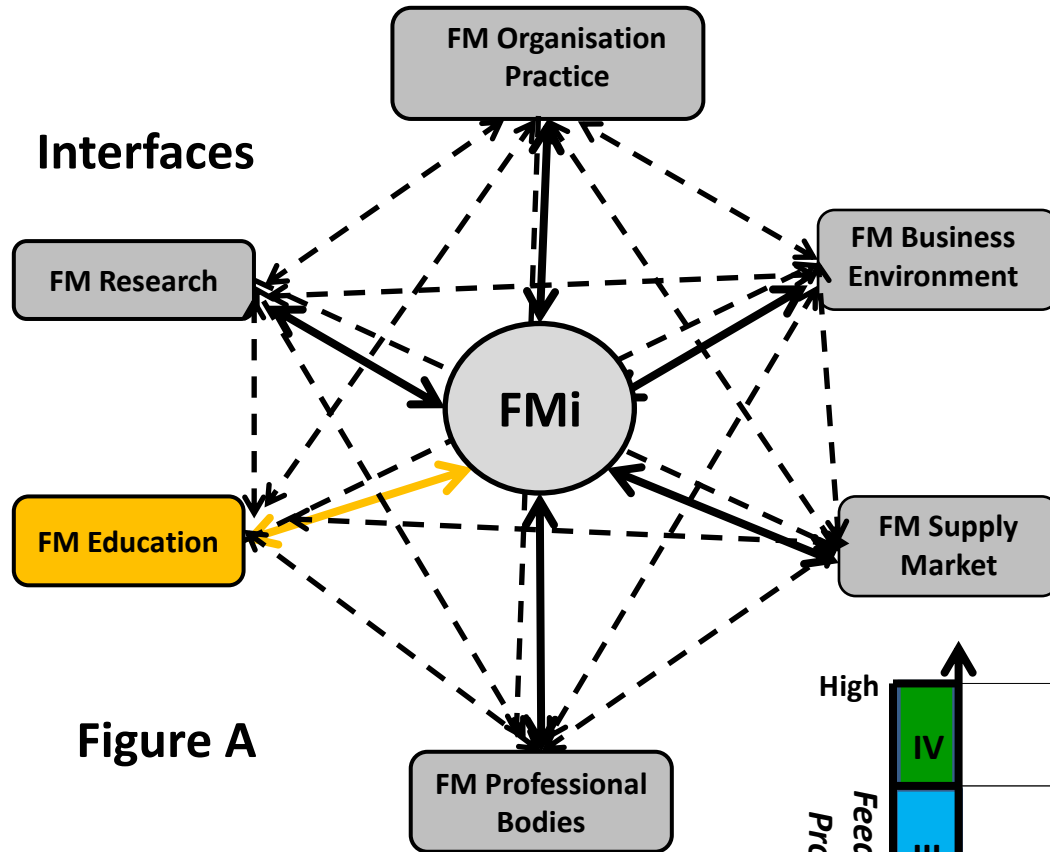 FM Organisation
Practice
Interfaces
FM Research
FM Business
Environment
FMi
FM Education
FM Supply
Market
High
Figure A
IV
FM Professional
Bodies
III